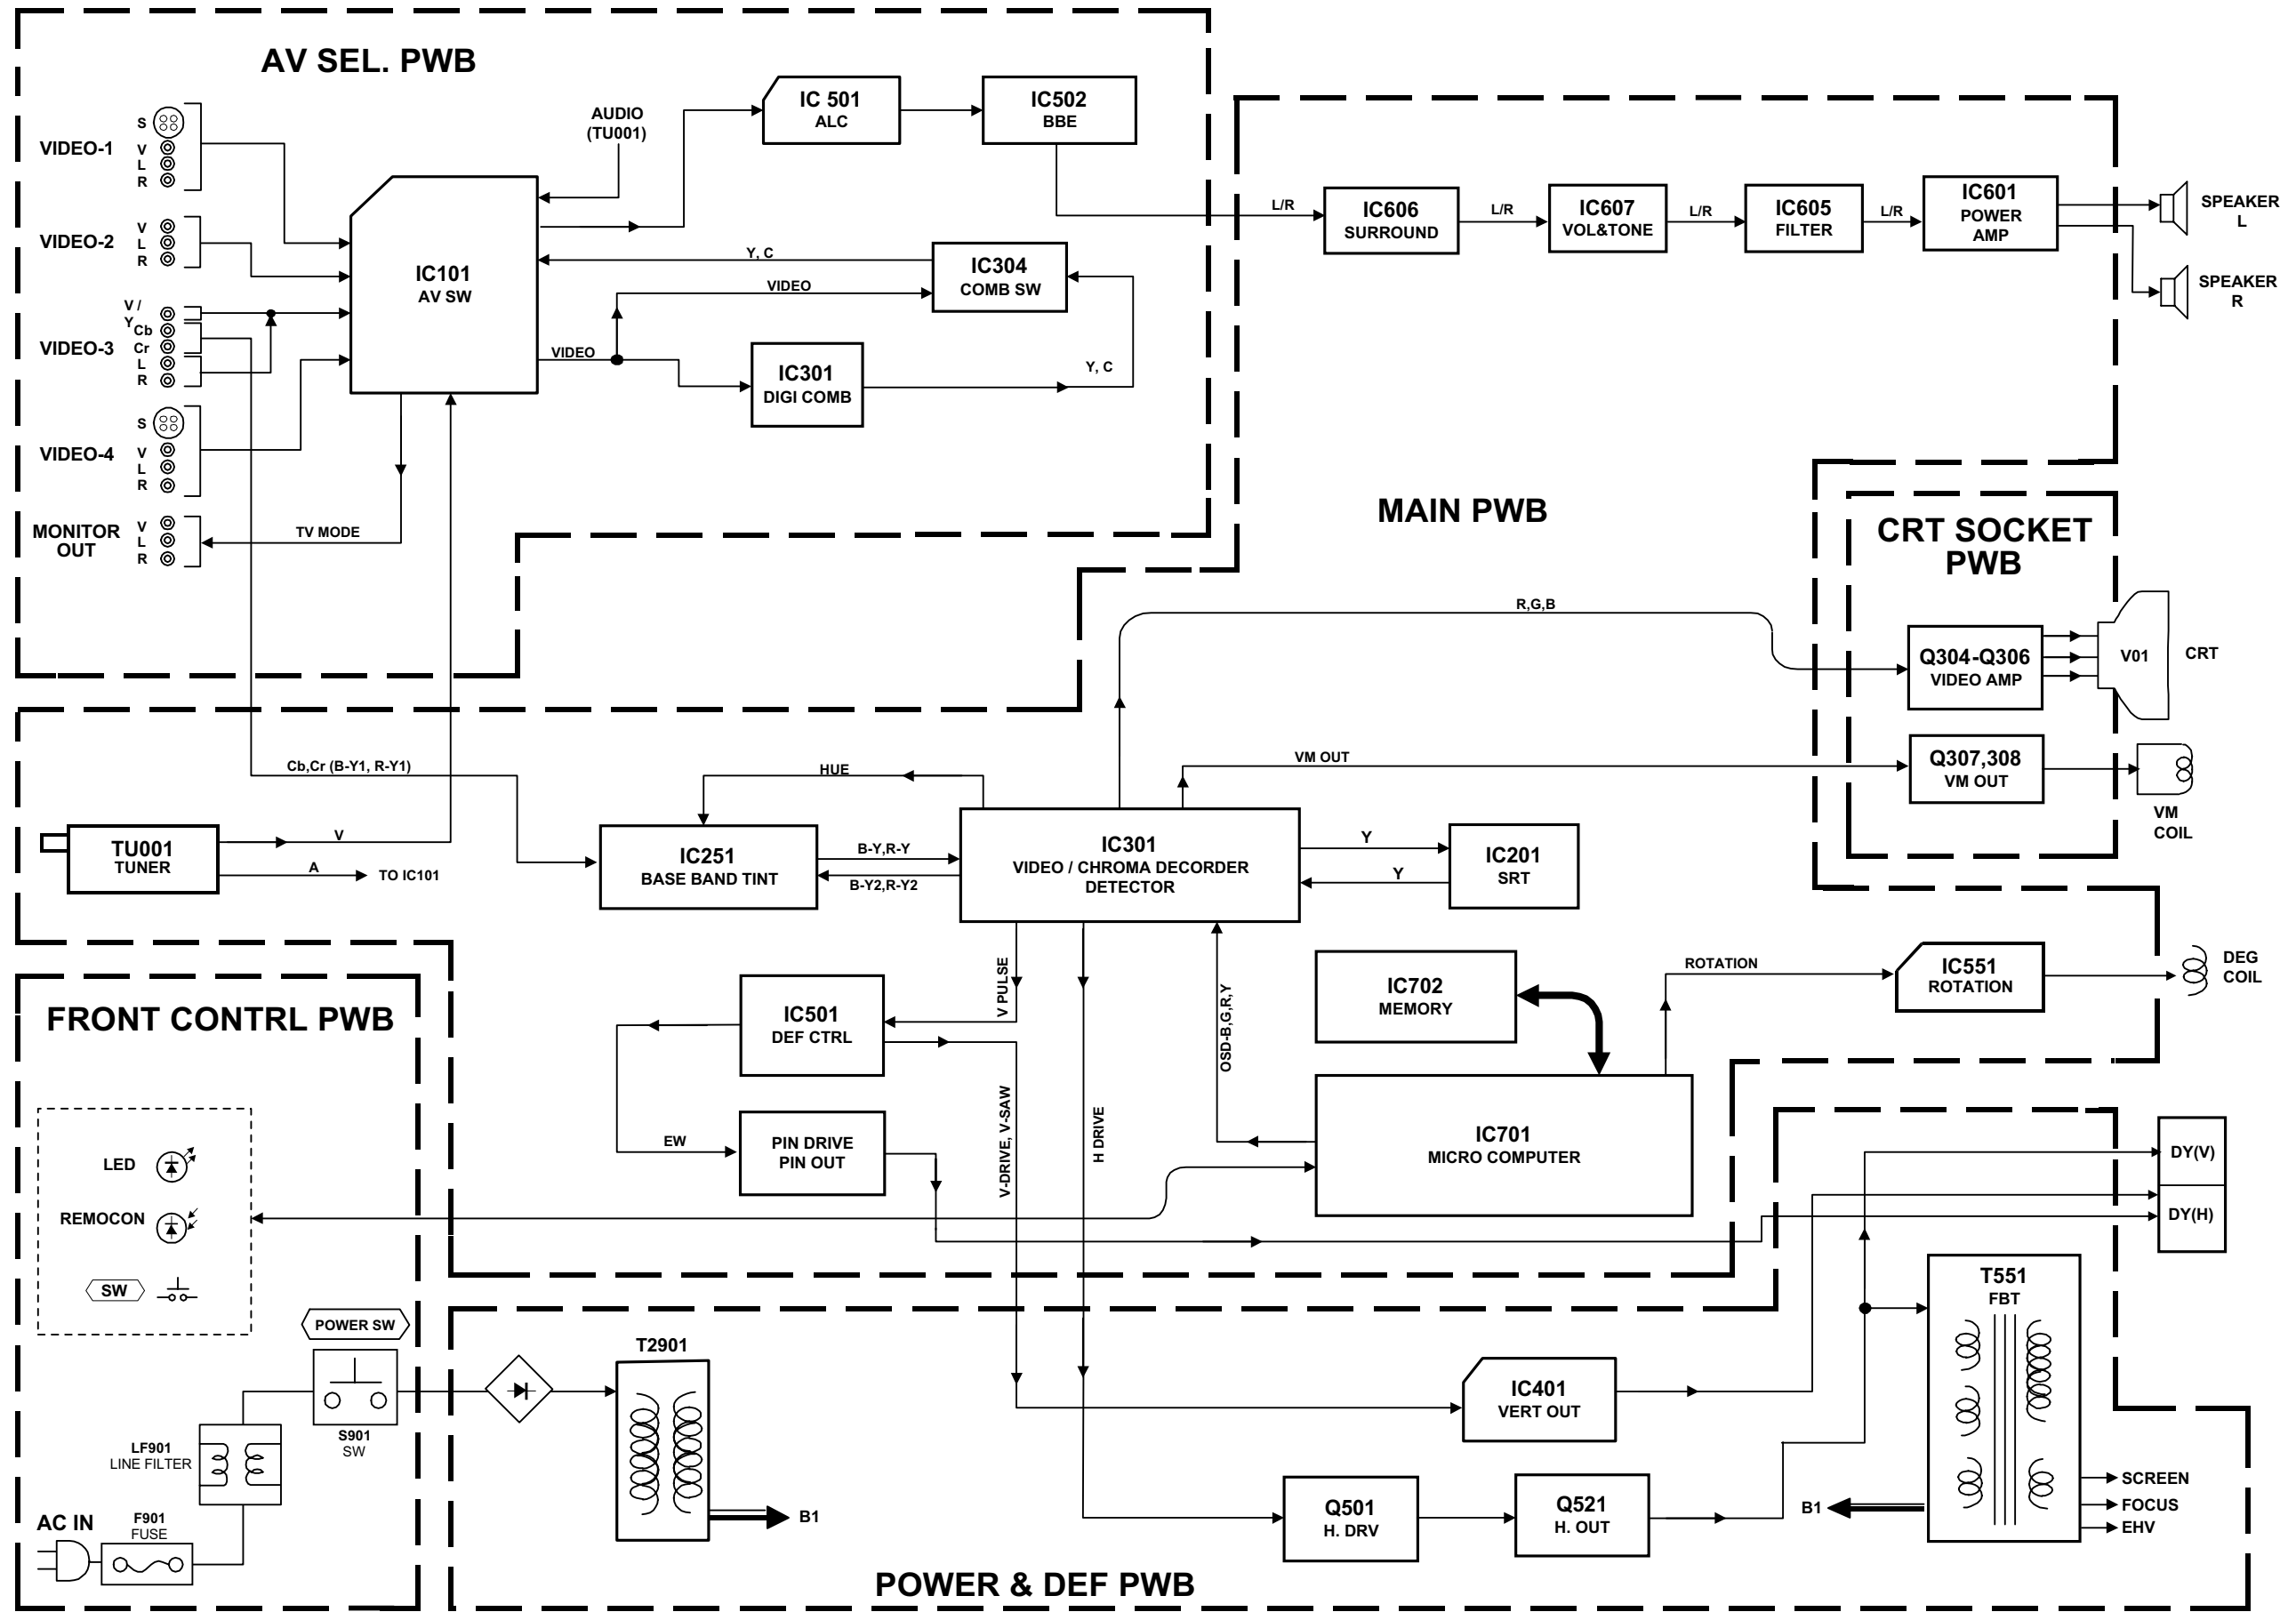 AV SEL. PWB
VIDEO-1
S
V
L
R
VIDEO-2
V
L
R
VIDEO-3
V /
Y
Cb
Cr
L
R
VIDEO-4
S
V
L
R
MONITOR
OUT
V
L
R
TV MODE
IC101
AV SW
AUDIO
(TU001)
IC 501
ALC
IC502
BBE
Y, C
VIDEO
IC304
COMB SW
VIDEO
IC301
DIGI COMB
Y, C
MAIN PWB
L/R
IC606
SURROUND
L/R
IC607
VOL&TONE
L/R
IC605
FILTER
L/R
IC601
POWER
AMP
SPEAKER
L
SPEAKER
R
CRT SOCKET
PWB
R,G,B
Q304-Q306
VIDEO AMP
V01
CRT
VM OUT
Q307,308
VM OUT
VM
COIL
Cb,Cr (B-Y1, R-Y1)
HUE
TU001
TUNER
V
A
TO IC101
IC251
BASE BAND TINT
B-Y,R-Y
B-Y2,R-Y2
IC301
VIDEO / CHROMA DECORDER
DETECTOR
Y
Y
IC201
SRT
V PULSE
IC501
DEF CTRL
OSD-B,G,R,Y
IC702
MEMORY
ROTATION
IC551
ROTATION
DEG
COIL
EW
PIN DRIVE
PIN OUT
V-DRIVE, V-SAW
H DRIVE
IC701
MICRO COMPUTER
DY(V)
DY(H)
FRONT CONTRL PWB
LED
REMOCON
SW
POWER SW
S901
SW
LF901
LINE FILTER
AC IN
F901
FUSE
T2901
B1
IC401
VERT OUT
Q501
H. DRV
Q521
H. OUT
T551
FBT
B1
SCREEN
FOCUS
EHV
POWER & DEF PWB